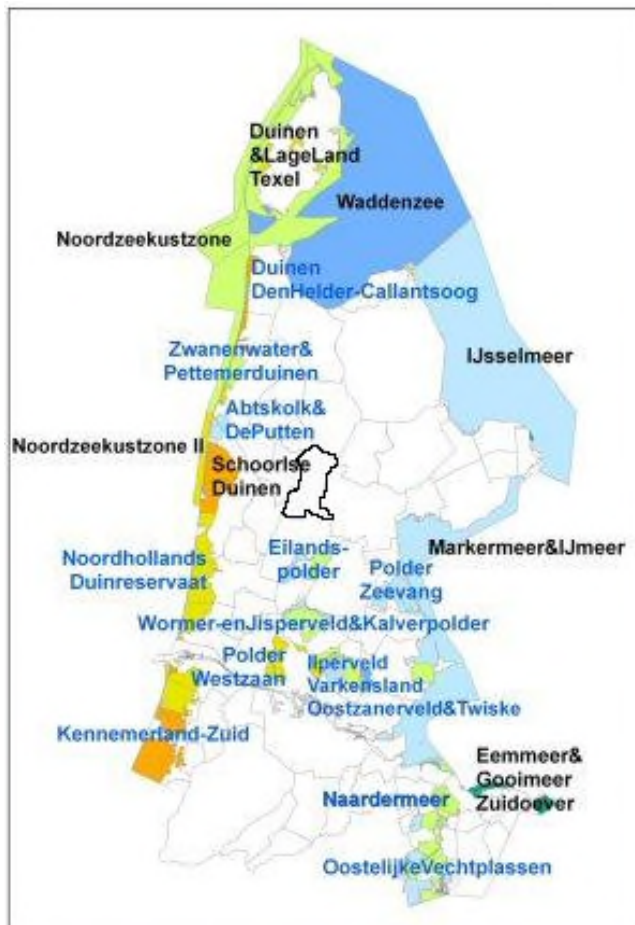 Duinen
&LageLand
Texel
Waddenzee
Noordzeekustzone
Duinen
DenHelder-Callantsoog
IJsselmeer
Zwanenwater&
Pettemerduinen
Abtskolk&
DePutten
Noordzeekustzone II
Schoorlse
Duinen
Markermeer&IJmeer
Noordhollands
Duinreservaat
Eilands-
polder
Polder
Zeevang
Wormer-enJisperveld&Kalverpolder
Polder
Westzaan
Ilperveld
Varkensland
Oostzanerveld&Twiske
Kennemerland-Zuid
Eemmeer&
Gooimeer
Zuidoever
Naardermeer
OostelijkeVechtplassen